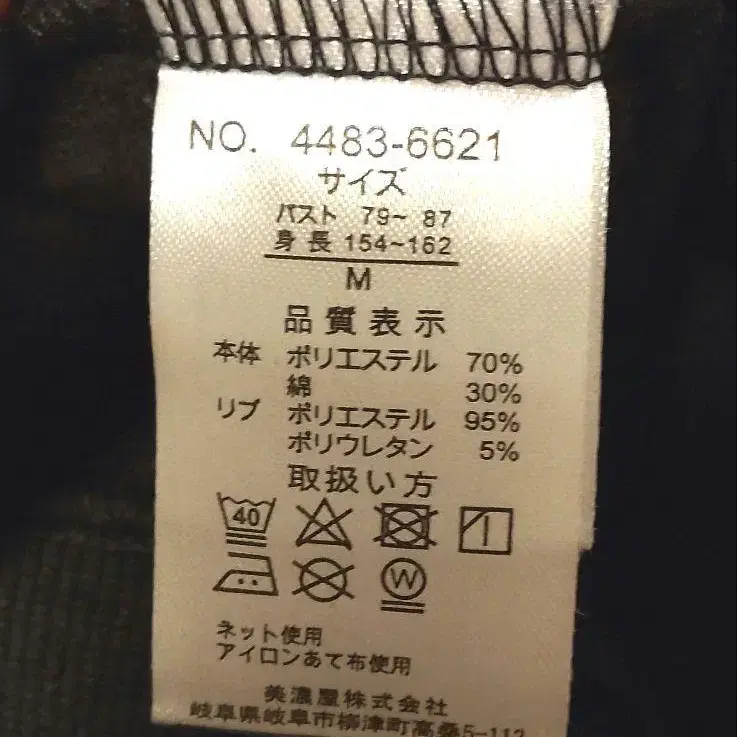 NO. 4483-6621
サイズ
バスト 79~ 87
身長 154~162
M
品質表示
本体 ポリエステル 70%
綿 30%
リブ ポリエステル 95%
ポリウレタン 5%
取扱い方
40
W
ネット使用
アイロンあて布使用
美濃屋株式会社
岐阜県岐阜市柳津町高桑5-112